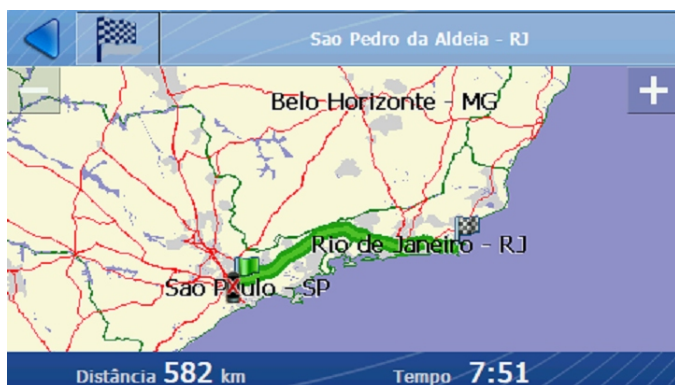 Sao Pedro da Aldeia - RJ
Belo Horizonte - MG
Rio de Janeiro - RJ
Sao Paulo - SP
Distância 582 km Tempo 7:51